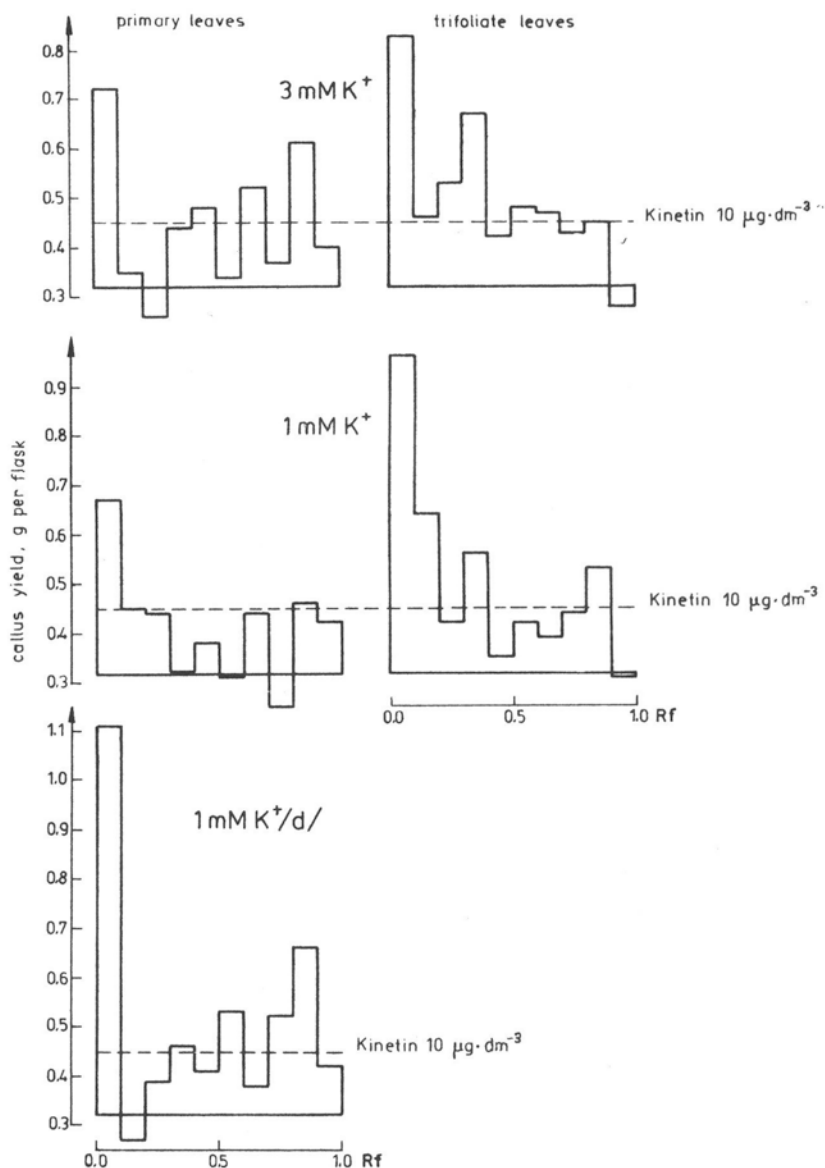 primary leaves
trifoliate leaves
0.8
0.7
0.6
0.5
0.4
0.3
3 mM K+
Kinetin 10 µg·dm⁻³
callus yield, g per flask
0.9
0.8
0.7
0.6
0.5
0.4
0.3
1 mM K+
Kinetin 10 µg·dm⁻³
0.0
0.5
1.0 Rf
1.1
1.0
0.9
0.8
0.7
0.6
0.5
0.4
0.3
1 mM K+/d/
Kinetin 10 µg·dm⁻³
0.0
0.5
1.0 Rf